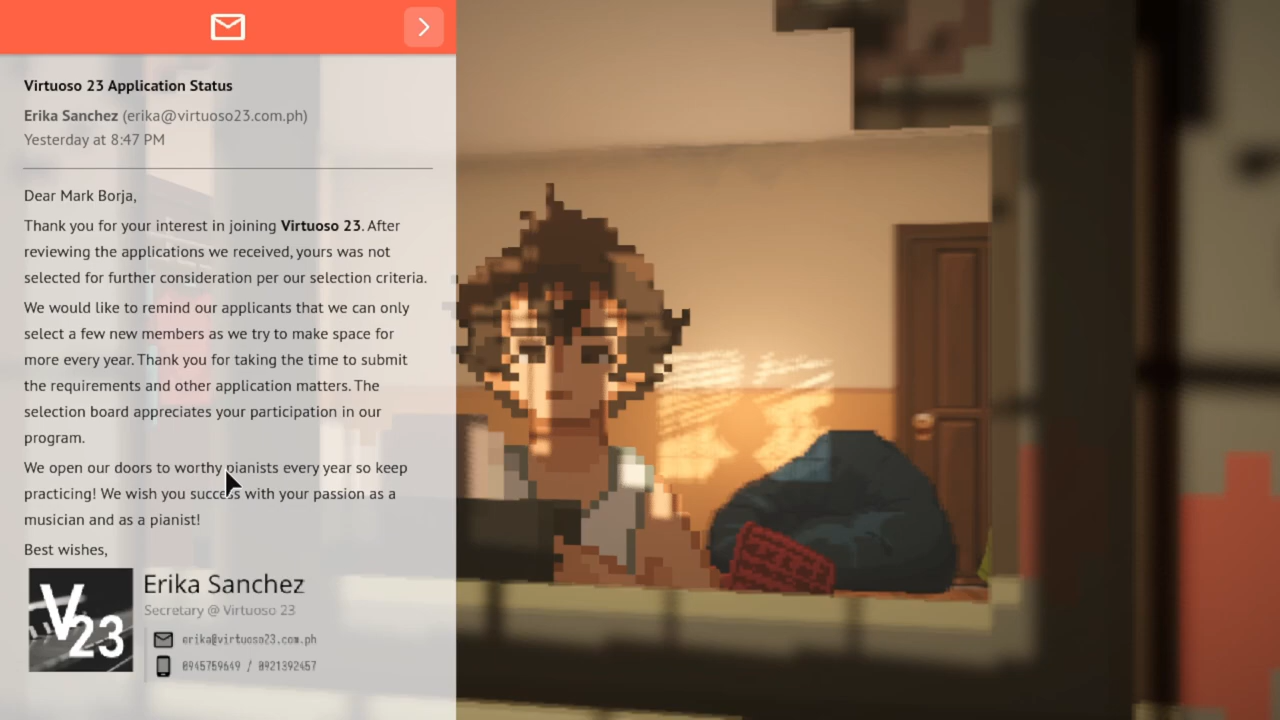 Virtuoso 23 Application Status
Erika Sanchez (erika@virtuoso23.com.ph)
Yesterday at 8:47 PM
Dear Mark Borja,
Thank you for your interest in joining Virtuoso 23. After
reviewing the applications we received, yours was not
selected for further consideration per our selection criteria.
We would like to remind our applicants that we can only
select a few new members as we try to make space for
more every year. Thank you for taking the time to submit
the requirements and other application matters. The
selection board appreciates your participation in our
program.
We open our doors to worthy pianists every year so keep
practicing! We wish you success with your passion as a
musician and as a pianist!
Best wishes,
V
23
Erika Sanchez
Secretary @ Virtuoso 23
erika@virtuoso23.com.ph
0945759649 / 0921392457